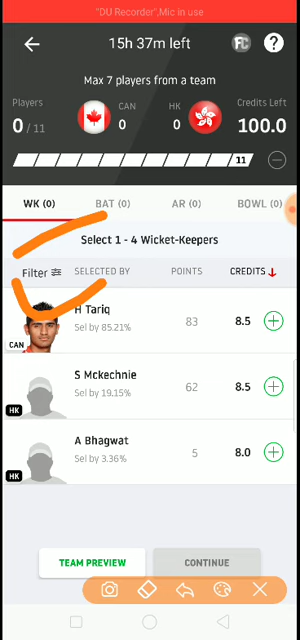 "DU Recorder",Mic in use
15h 37m left
FC ?
Max 7 players from a team
Players CAN HK Credits Left
0 / 11 0 0 100.0
11
WK (0) BAT (0) AR (0) BOWL (0)
Select 1 - 4 Wicket-Keepers
Filter SELECTED BY POINTS CREDITS
H Tariq
Sel by 85.21% 83 8.5
CAN
S Mckechnie
Sel by 19.15% 62 8.5
HK
A Bhagwat
Sel by 3.36% 5 8.0
HK
TEAM PREVIEW CONTINUE